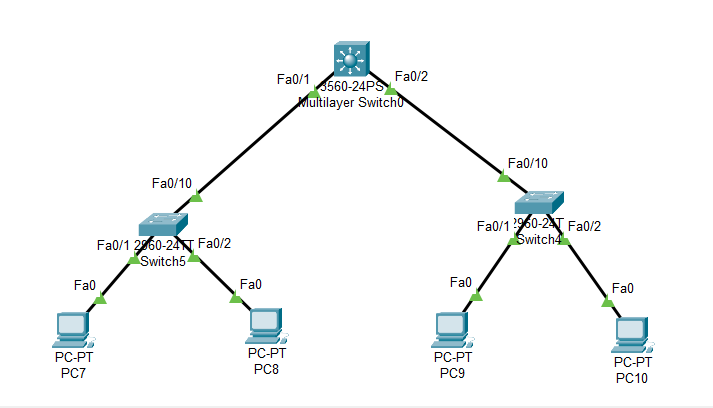 Fa0/1
Fa0/2
3560-24PS
Multilayer Switch0
Fa0/10
Fa0/10
Fa0/1
2960-24TT
Fa0/2
Switch5
Fa0/1
2960-24T
Fa0/2
Switch4
Fa0
Fa0
Fa0
Fa0
PC-PT
PC7
PC-PT
PC8
PC-PT
PC9
PC-PT
PC10